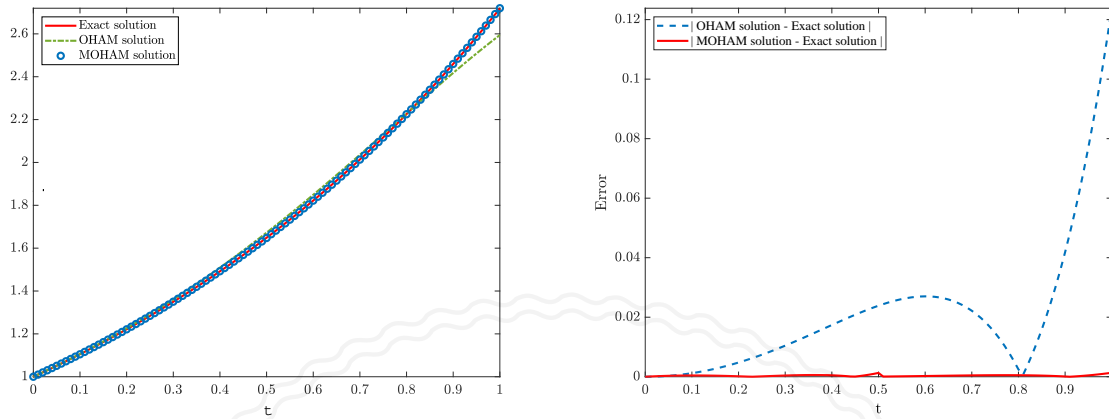 Exact solution
OHAM solution
MOHAM solution
2.6
2.4
2.2
2
1.8
1.6
1.4
1.2
1
0 0.1 0.2 0.3 0.4 0.5 0.6 0.7 0.8 0.9 1
t
| OHAM solution - Exact solution |
| MOHAM solution - Exact solution |
0.12
0.1
0.08
0.06
0.04
0.02
0
Error
0 0.1 0.2 0.3 0.4 0.5 0.6 0.7 0.8 0.9
t